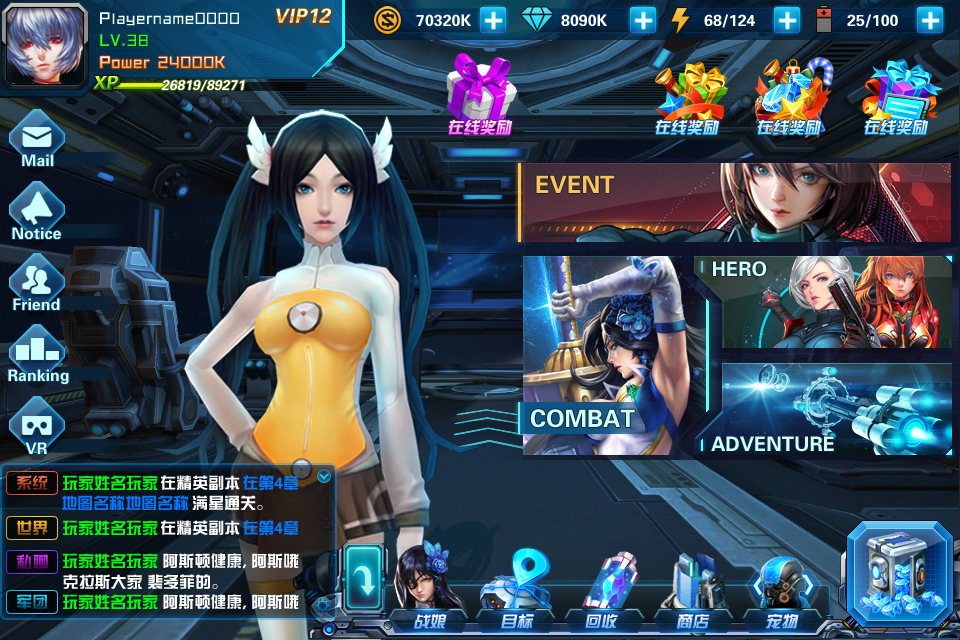 Playername0000
VIP12
LV.38
Power 24000K
XP 26819/89271
70320K
8090K
68/124
25/100
在线奖励
在线奖励
在线奖励
在线奖励
Mail
Notice
Friend
Ranking
VR
EVENT
HERO
COMBAT
ADVENTURE
系统 玩家姓名玩家 在精英副本 在第4章
地图名称地图名称 满星通关。
世界 玩家姓名玩家 在精英副本 在第4章
私聊 玩家姓名玩家 阿斯顿健康, 阿斯哦
克拉斯大家 裴多菲的。
军团 玩家姓名玩家 阿斯顿健康, 阿斯哦
战娘
目标
回收
商店
宠物